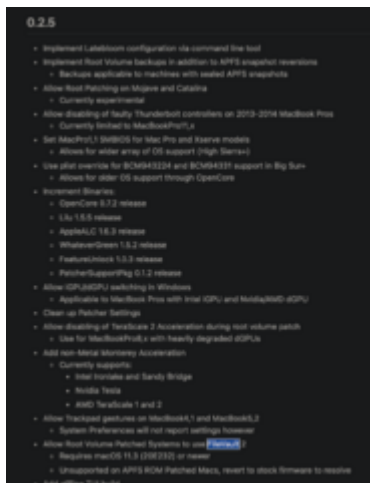 0.2.5
Implement Latebloom configuration via command line tool
Implement Root Volume backups in addition to APFS snapshot reversions
Backups applicable to machines with sealed APFS snapshots
Allow Root Patching on Mojave and Catalina
Currently experimental
Allow disabling of faulty Thunderbolt controllers on 2013-2014 MacBook Pros
Currently limited to MacBookPro11,x
Set MacPro7,1 SMBIOS for Mac Pro and Xserve models
Allows for wider array of OS support (High Sierra+)
Use plist override for BCM943224 and BCM94331 support in Big Sur+
Allows for older OS support through OpenCore
Increment Binaries:
OpenCore 0.7.2 release
Lilu 1.5.5 release
AppleALC 1.6.3 release
WhateverGreen 1.5.2 release
FeatureUnlock 1.0.3 release
PatcherSupportPkg 0.1.2 release
Allow iGPU/dGPU switching in Windows
Applicable to MacBook Pros with Intel iGPU and Nvidia/AMD dGPU
Clean up Patcher Settings
Allow disabling of TeraScale 2 Acceleration during root volume patch
Use for MacBookPro8,x with heavily degraded dGPUs
Add non-Metal Monterey Acceleration
Currently supports:
Intel Ironlake and Sandy Bridge
Nvidia Tesla
AMD TeraScale 1 and 2
Allow Trackpad gestures on MacBook4,1 and MacBook5,2
System Preferences will not report settings however
Allow Root Volume Patched Systems to use FileVault 2
Requires macOS 11.3 (20E232) or newer
Unsupported on APFS ROM Patched Macs, revert to stock firmware to resolve